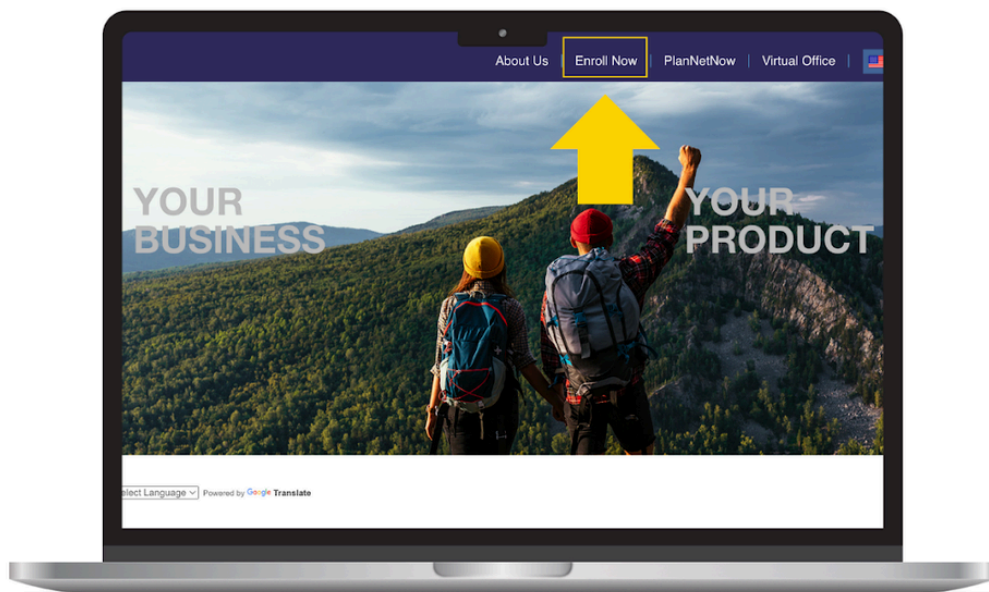 About Us | Enroll Now | PlanNetNow | Virtual Office |
YOUR
BUSINESS
YOUR
PRODUCT
elect Language Powered by Google Translate